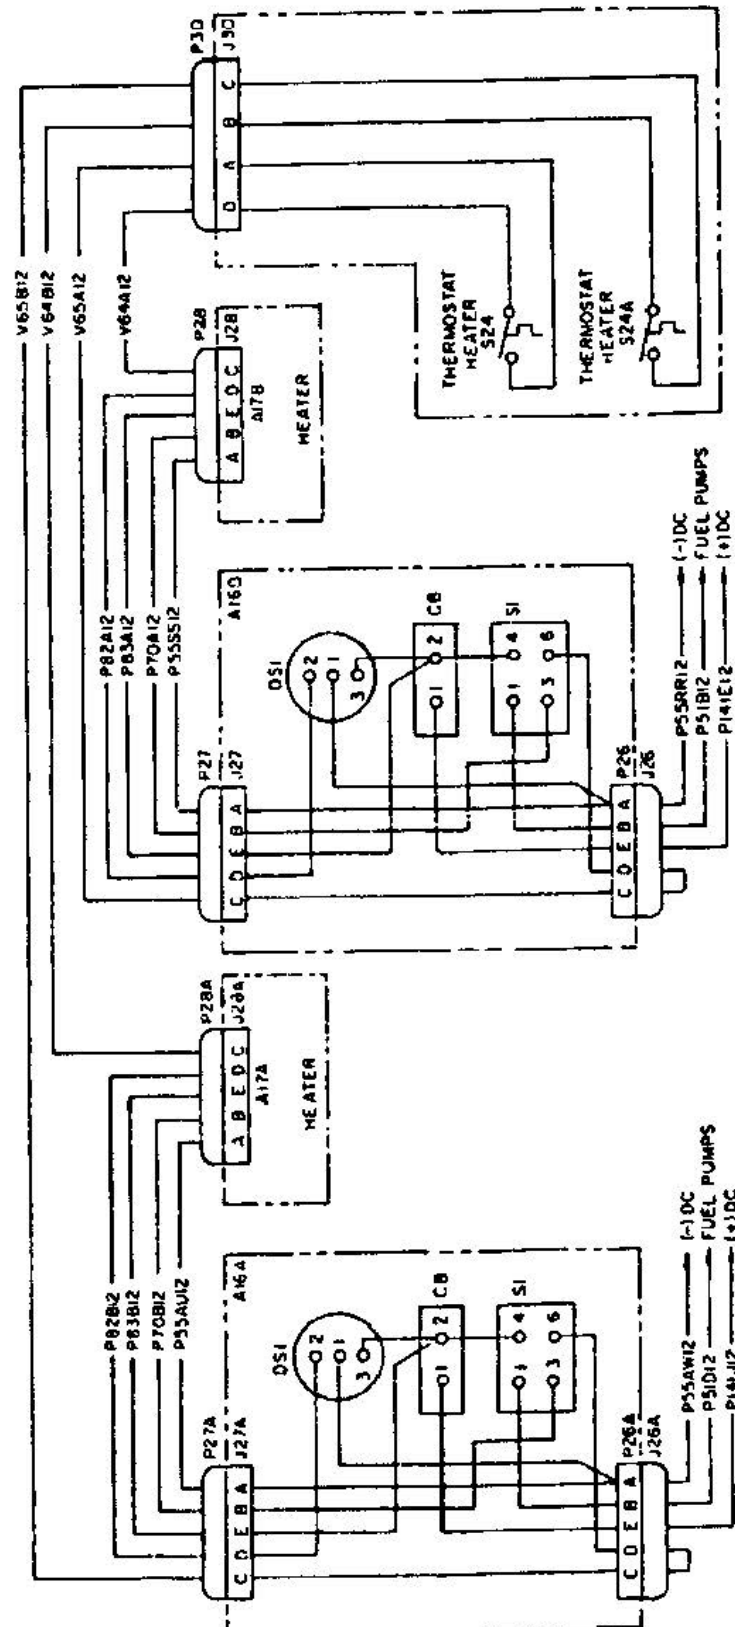 V65B12
V64B12
V65A12
V64A12
P30
J30
D A B C
P28
J28
A B E D C
A17B
HEATER
THERMOSTAT
HEATER
S24
THERMOSTAT
HEATER
S24A
P82A12
P83A12
P70A12
P55S512
P27
J27
C D E B A
A16D
DS1
2
1
3
CB
1 2
S1
1 4
3 6
P26
J26
C D E B A
P55RR12 (-)DC
P51B12 FUEL PUMPS
P141E12 (+)DC
P28A
J28A
A B E D C
A17A
HEATER
P82B12
P83B12
P70B12
P55AU12
P27A
J27A
C D E B A
A16A
DS1
2
1
3
CB
1 2
S1
1 4
3 6
P26A
J26A
C D E B A
P55AW12 (-)DC
P51D12 FUEL PUMPS
(+)DC